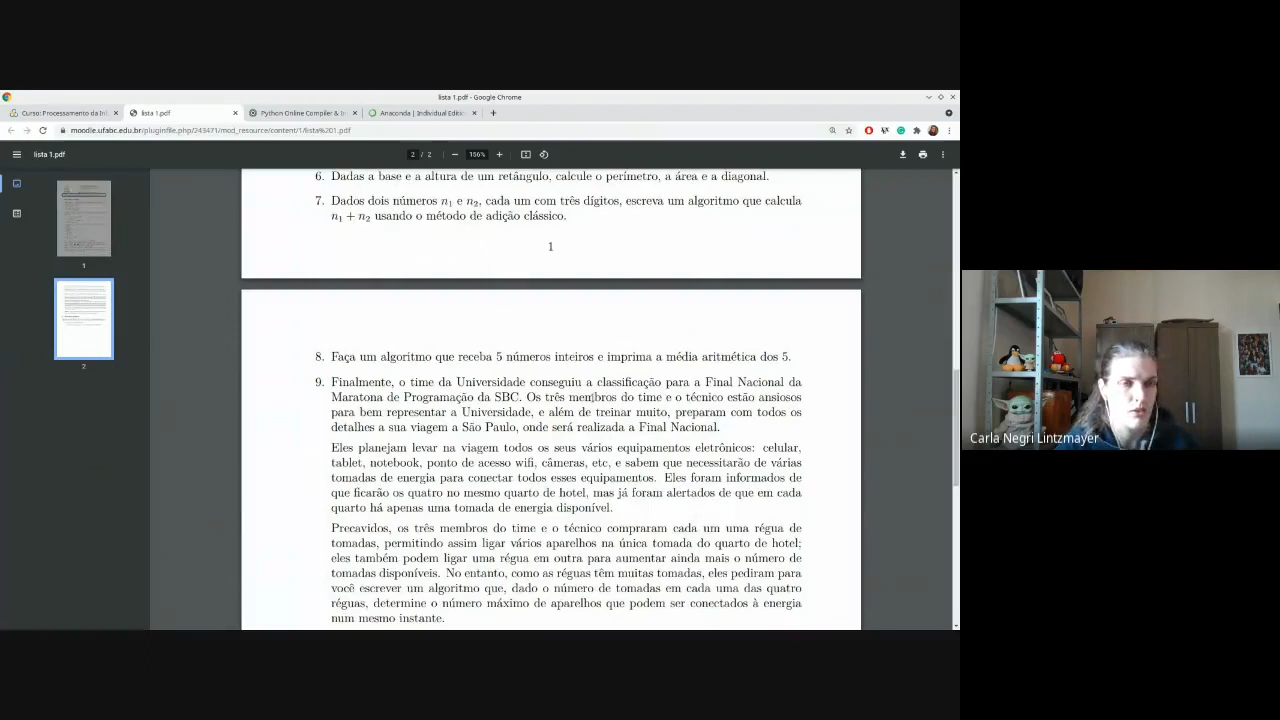 lista 1.pdf - Google Chrome
Curso: Processamento da Inf
lista 1.pdf
Python Online Compiler & In
Anaconda | Individual Editio
moodle.ufabc.edu.br/pluginfile.php/243471/mod_resource/content/1/lista%201.pdf
lista 1.pdf
2 / 2
156%
6. Dadas a base e a altura de um retângulo, calcule o perímetro, a área e a diagonal.
7. Dados dois números n₁ e n₂, cada um com três dígitos, escreva um algoritmo que calcula
n₁ + n₂ usando o método de adição clássico.
1
1
2
8. Faça um algoritmo que receba 5 números inteiros e imprima a média aritmética dos 5.
9. Finalmente, o time da Universidade conseguiu a classificação para a Final Nacional da
Maratona de Programação da SBC. Os três membros do time e o técnico estão ansiosos
para bem representar a Universidade, e além de treinar muito, preparam com todos os
detalhes a sua viagem a São Paulo, onde será realizada a Final Nacional.
Eles planejam levar na viagem todos os seus vários equipamentos eletrônicos: celular,
tablet, notebook, ponto de acesso wifi, câmeras, etc, e sabem que necessitarão de várias
tomadas de energia para conectar todos esses equipamentos. Eles foram informados de
de que ficarão os quatro no mesmo quarto de hotel, mas já foram alertados de que em cada
quarto há apenas uma tomada de energia disponível.
Precavidos, os três membros do time e o técnico compraram cada um uma régua de
tomadas, permitindo assim ligar vários aparelhos na única tomada do quarto de hotel;
eles também podem ligar uma régua em outra para aumentar ainda mais o número de
tomadas disponíveis. No entanto, como as réguas têm muitas tomadas, eles pediram para
você escrever um algoritmo que, dado o número de tomadas em cada uma das quatro
réguas, determine o número máximo de aparelhos que podem ser conectados à energia
num mesmo instante.
Carla Negri Lintzmayer